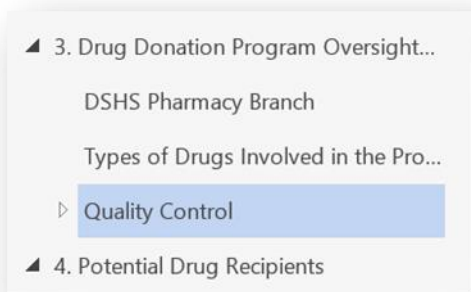 3. Drug Donation Program Oversight...
DSHS Pharmacy Branch
Types of Drugs Involved in the Pro...
Quality Control
4. Potential Drug Recipients